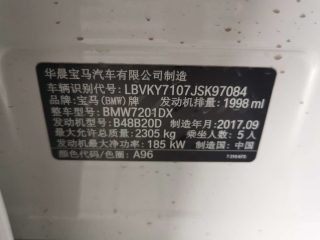 华晨宝马汽车有限公司制造
车辆识别代号: LBVKY7107JSK97084
品牌: 宝马(BMW)牌 发动机排量: 1998 ml
整车型号: BMW7201DX
发动机型号: B48B20D 制造年月: 2017.09
最大允许总质量: 2305 kg 乘坐人数: 5 人
发动机最大净功率: 185 kW 制造国: 中国
颜色代码/色圈: A96